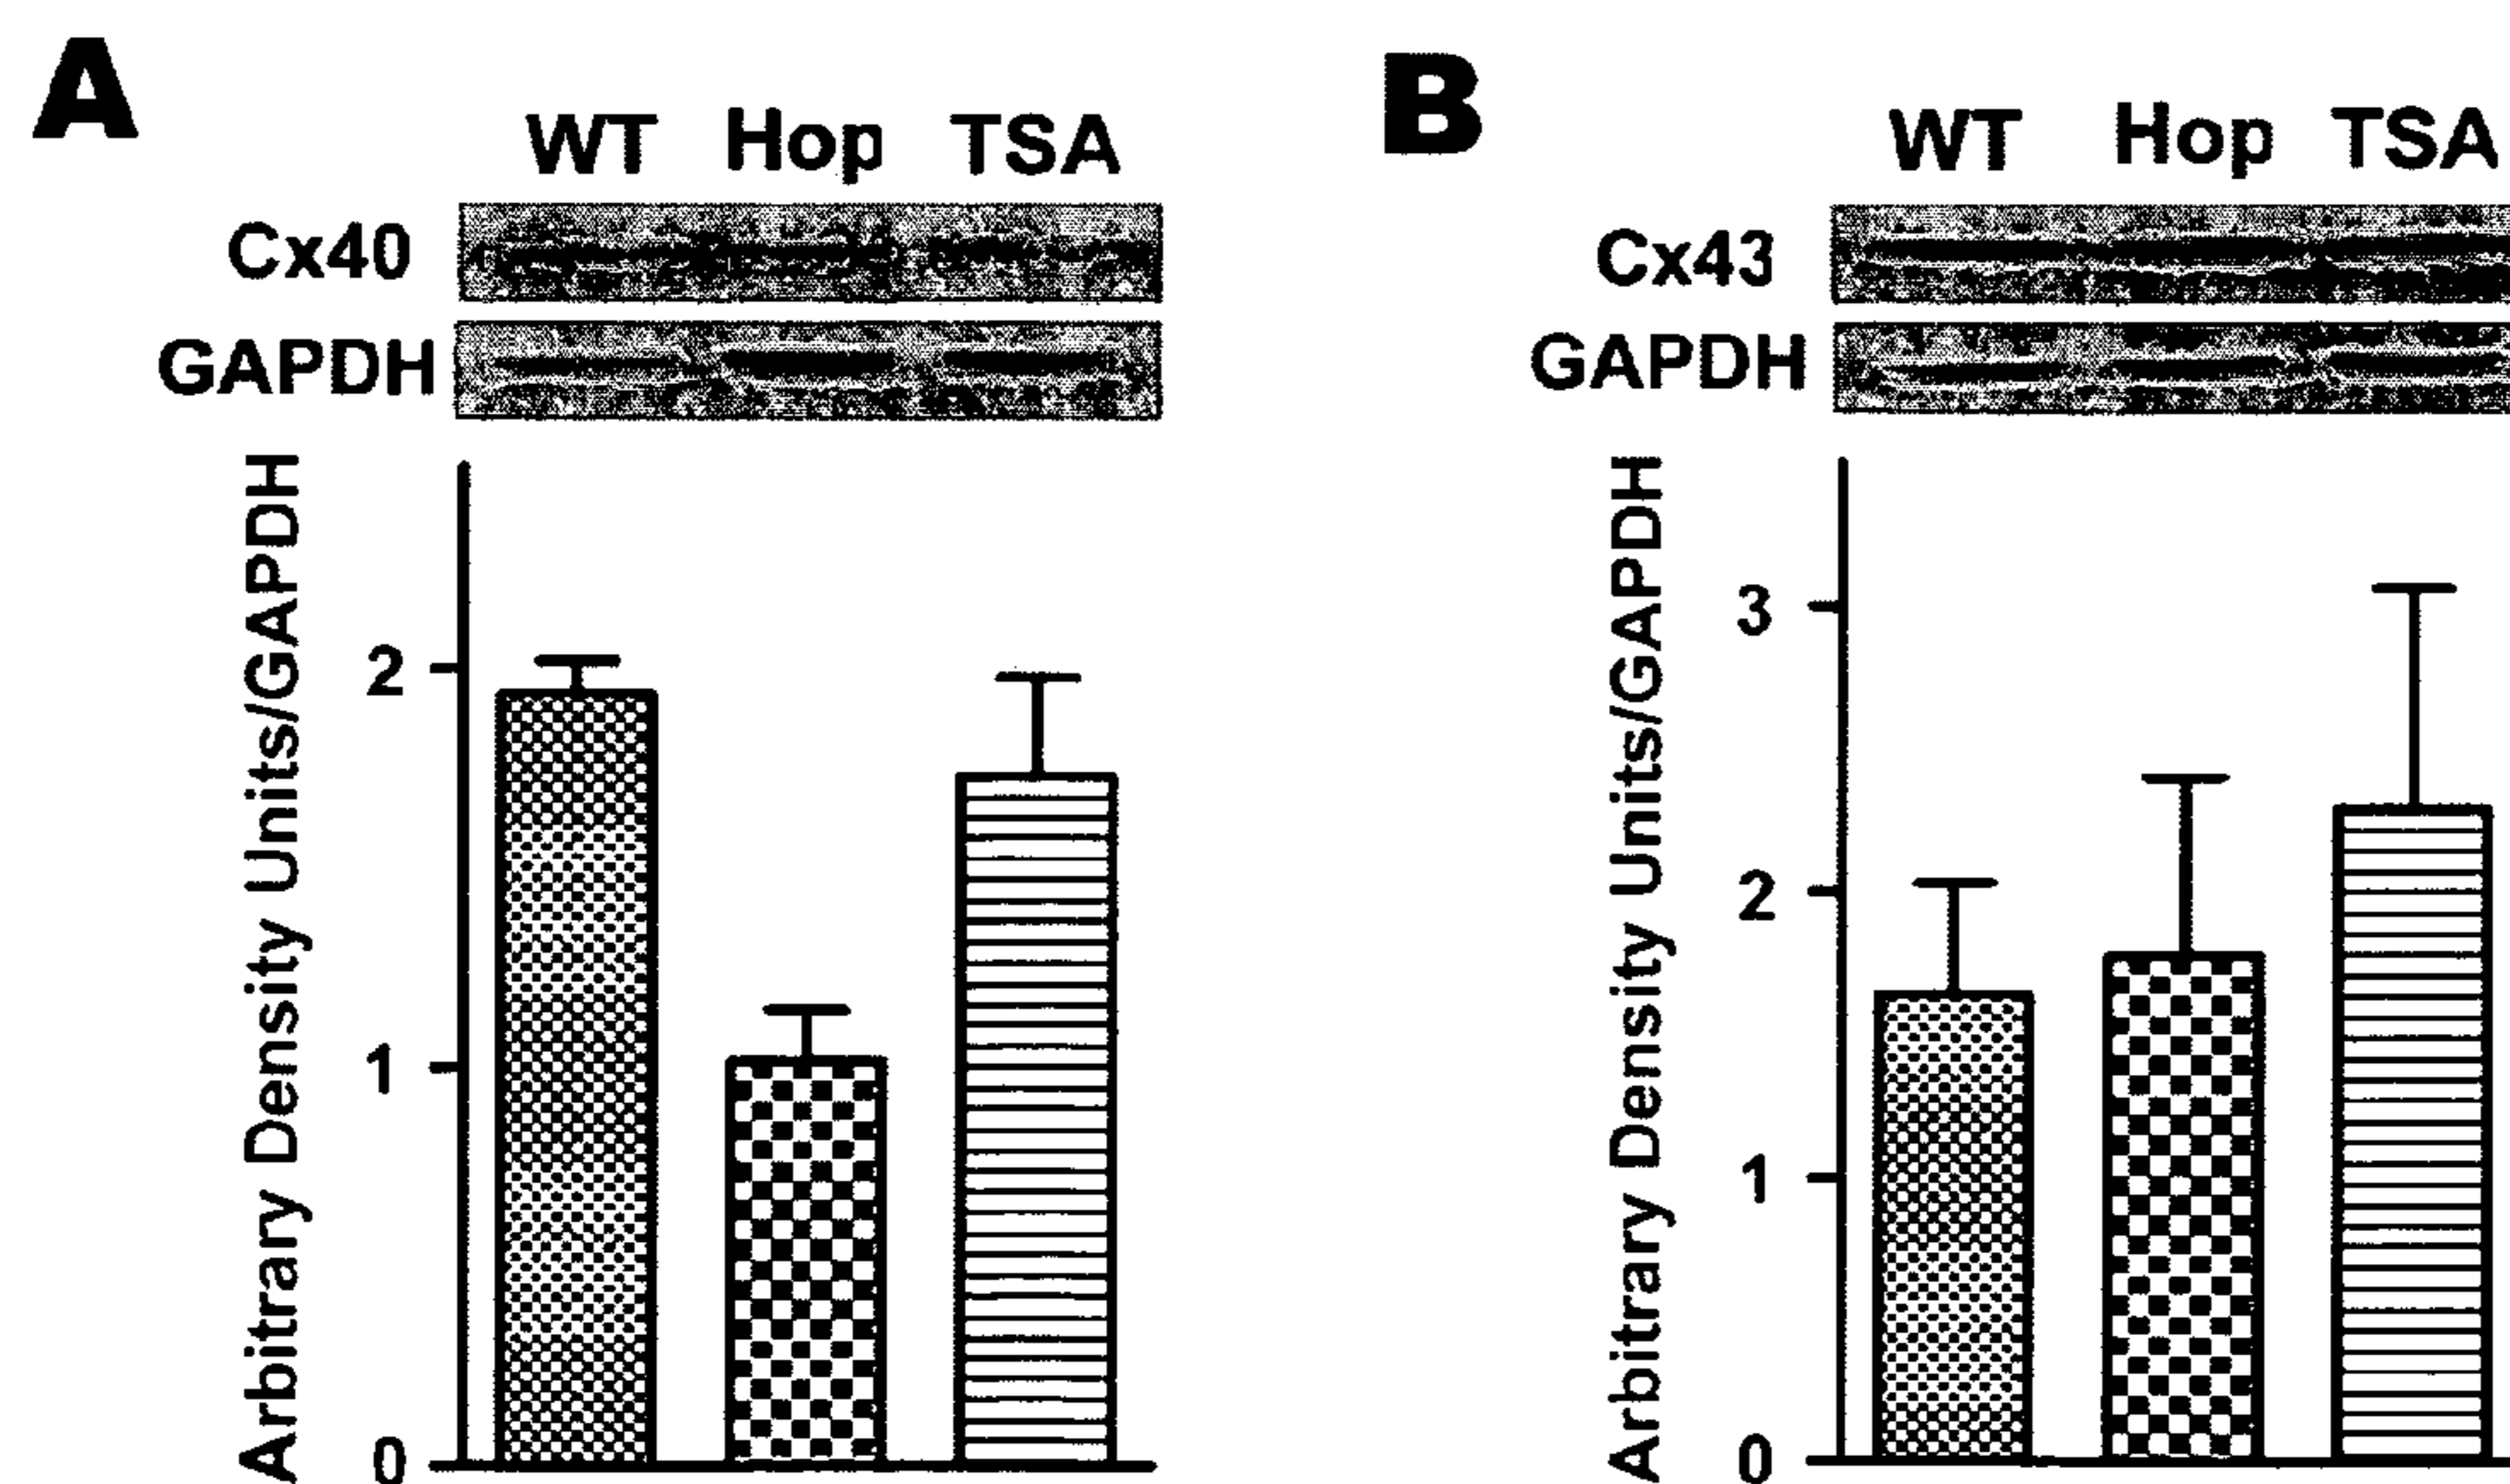 A
WT Hop TSA
Cx40
GAPDH
Arbitrary Density Units/GAPDH
2
1
0
B
WT Hop TSA
Cx43
GAPDH
Arbitrary Density Units/GAPDH
3
2
1
0